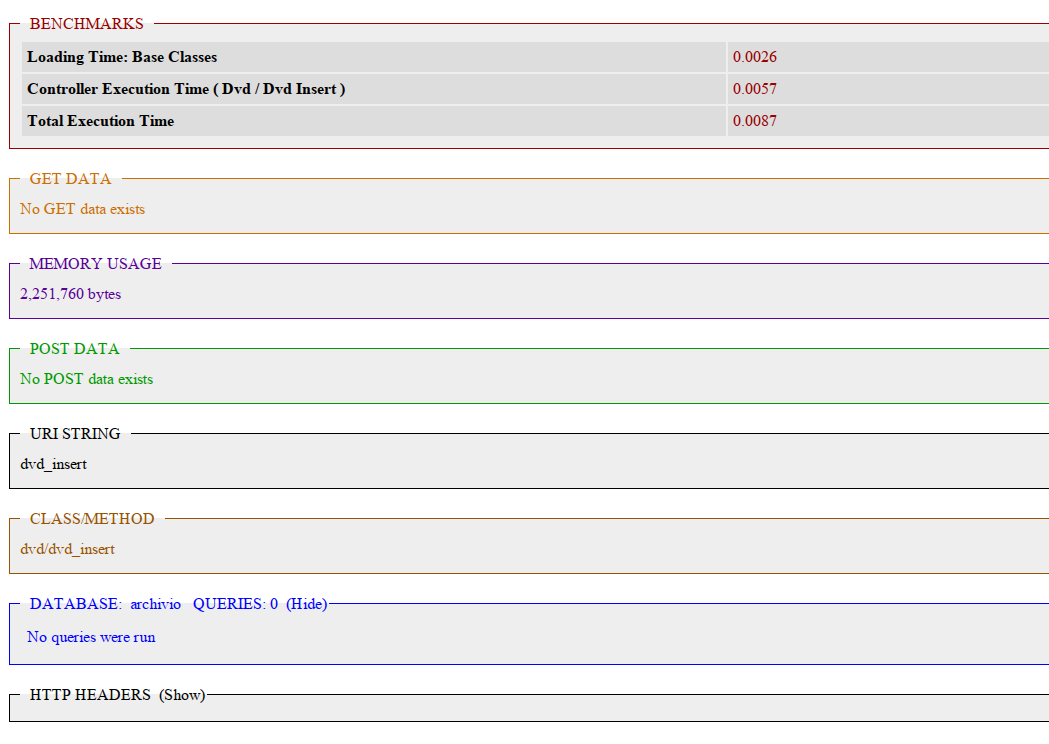 BENCHMARKS
Loading Time: Base Classes 0.0026
Controller Execution Time ( Dvd / Dvd Insert ) 0.0057
Total Execution Time 0.0087
GET DATA
No GET data exists
MEMORY USAGE
2,251,760 bytes
POST DATA
No POST data exists
URI STRING
dvd_insert
CLASS/METHOD
dvd/dvd_insert
DATABASE: archivio QUERIES: 0 (Hide)
No queries were run
HTTP HEADERS (Show)